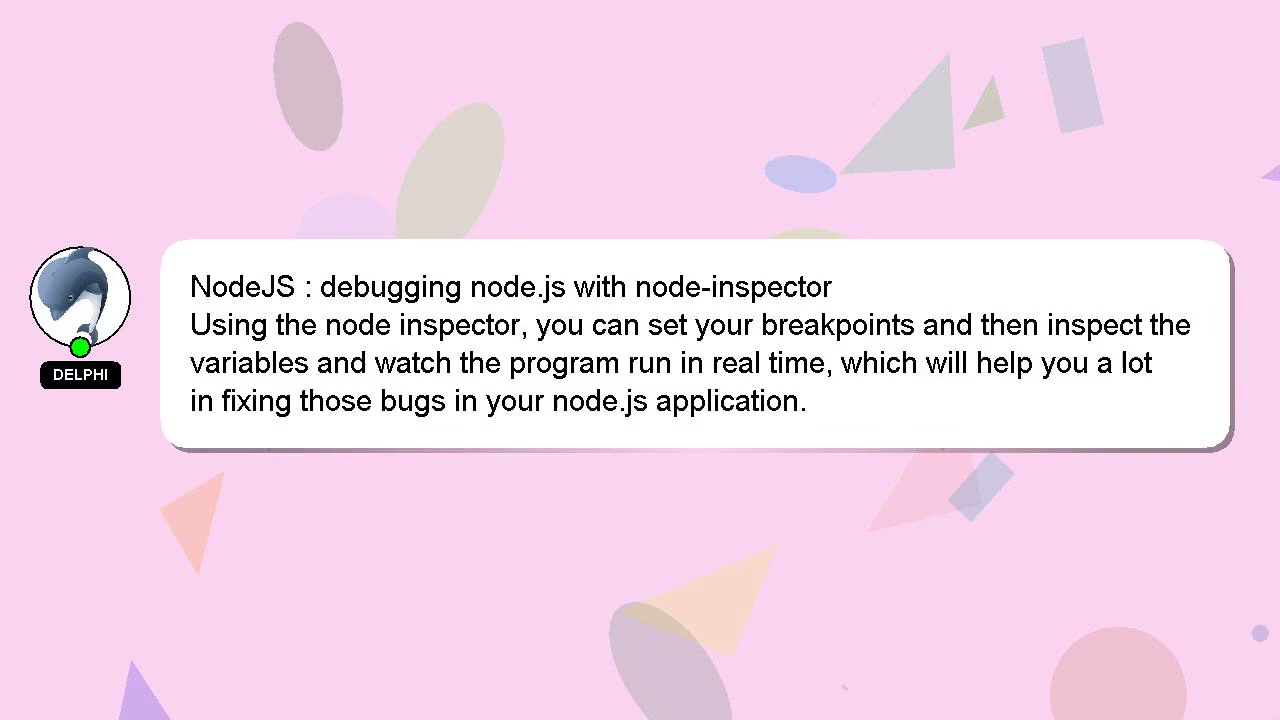 NodeJS : debugging node.js with node-inspector
Using the node inspector, you can set your breakpoints and then inspect the
variables and watch the program run in real time, which will help you a lot
in fixing those bugs in your node.js application.
DELPHI